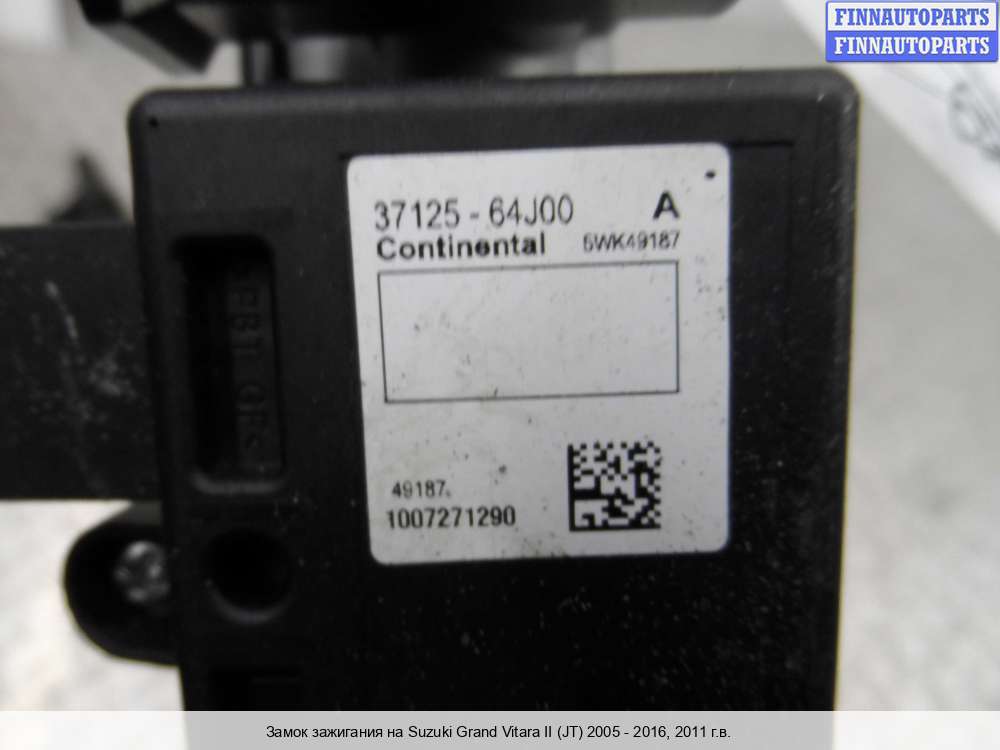 FINNAUTOPARTS
FINNAUTOPARTS
37125 - 64J00 A
Continental 5WK49187
49187.
1007271290
Замок зажигания на Suzuki Grand Vitara II (JT) 2005 - 2016, 2011 г.в.